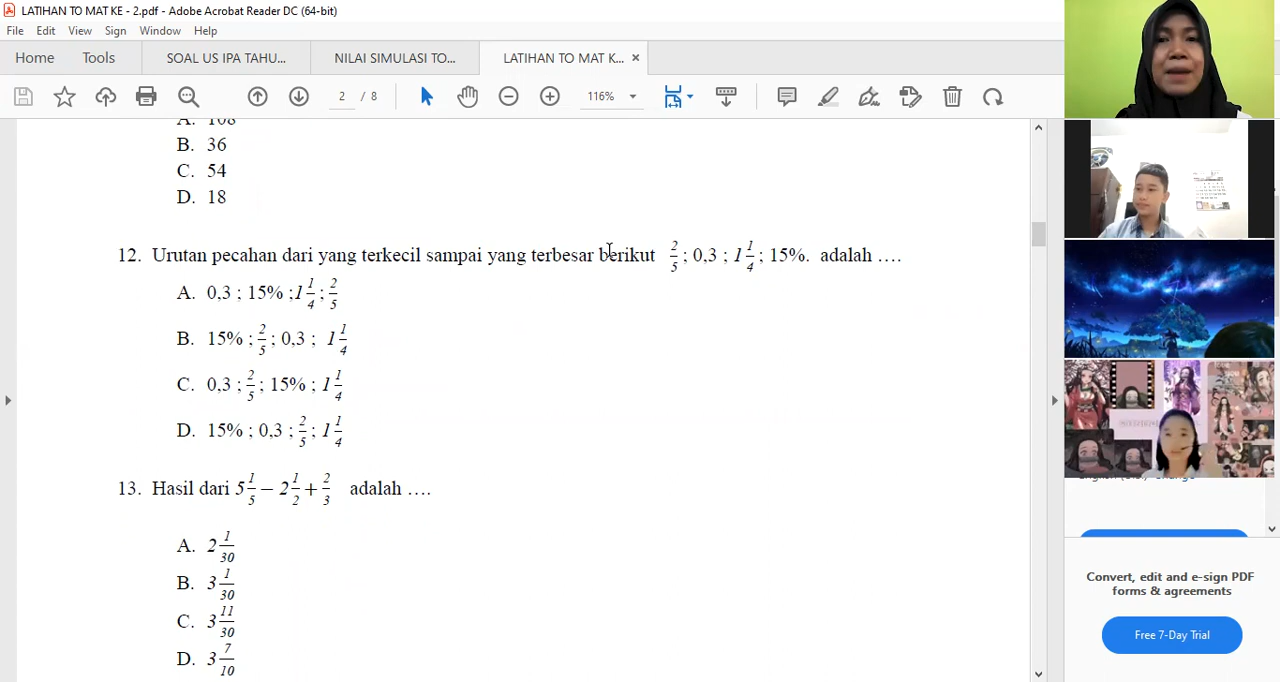 LATIHAN TO MAT KE - 2.pdf - Adobe Acrobat Reader DC (64-bit)
File Edit View Sign Window Help
Home Tools SOAL US IPA TAHU... NILAI SIMULASI TO... LATIHAN TO MAT K... ×
2 / 8 116%
A. 108
B. 36
C. 54
D. 18
12. Urutan pecahan dari yang terkecil sampai yang terbesar berikut 2/5 ; 0,3 ; 1 1/4 ; 15%. adalah ….
A. 0,3 ; 15% ; 1 1/4 ; 2/5
B. 15% ; 2/5 ; 0,3 ; 1 1/4
C. 0,3 ; 2/5 ; 15% ; 1 1/4
D. 15% ; 0,3 ; 2/5 ; 1 1/4
13. Hasil dari 5 1/5 − 2 1/2 + 2/3 adalah ….
A. 2 1/30
B. 3 1/30
C. 3 11/30
D. 3 7/10
Convert, edit and e-sign PDF
forms & agreements
Free 7-Day Trial